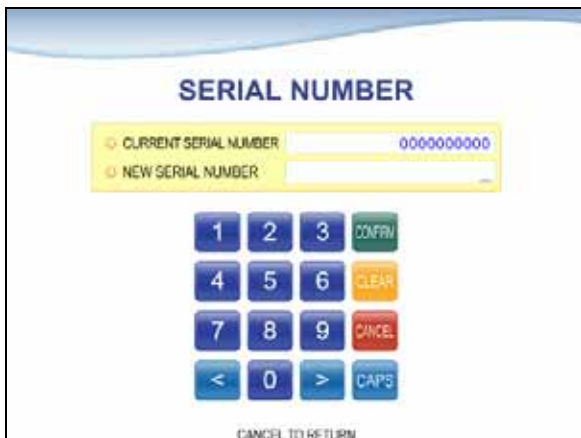 SERIAL NUMBER
CURRENT SERIAL NUMBER 0000000000
NEW SERIAL NUMBER _
1 2 3 CONFIRM
4 5 6 CLEAR
7 8 9 CANCEL
< 0 > CAPS
CANCEL TO RETURN